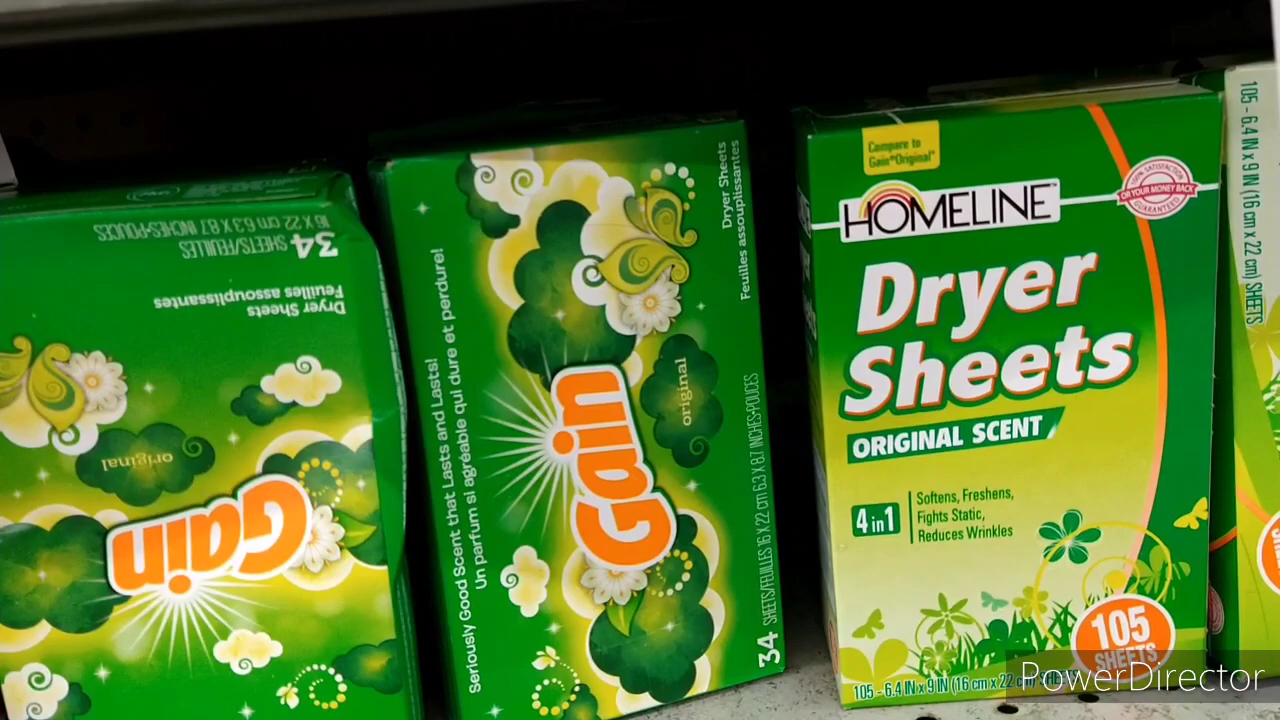 34 SHEETS/FEUILLES
16 X 22 cm 6.3 X 8.7 INCHES-POUCES
Dryer Sheets
Feuilles assouplissantes
original
Gain
Seriously Good Scent that Lasts and Lasts!
Un parfum si agréable qui dure et perdure!
Gain
original
Dryer Sheets
Feuilles assouplissantes
34 SHEETS/FEUILLES 16 X 22 cm 6.3 X 8.7 INCHES-POUCES
Compare to
Gain® Original*
HOMELINE™
100% SATISFACTION
OR YOUR MONEY BACK
GUARANTEED
Dryer
Sheets
ORIGINAL SCENT
4 in 1
Softens, Freshens,
Fights Static,
Reduces Wrinkles
105
SHEETS
105 - 6.4 IN x 9 IN (16 cm x 22 cm)
105 - 6.4 IN x 9 IN (16 cm x 22 cm) SHEETS
PowerDirector